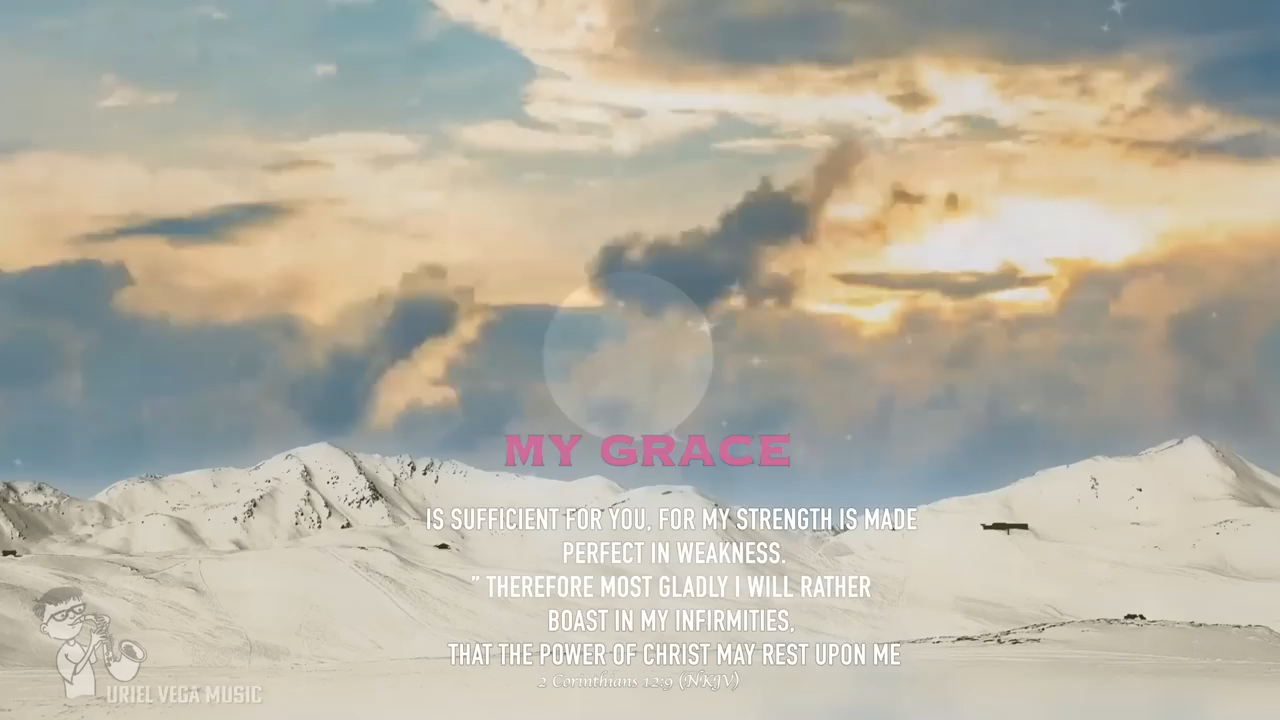 MY GRACE
IS SUFFICIENT FOR YOU, FOR MY STRENGTH IS MADE
PERFECT IN WEAKNESS.
" THEREFORE MOST GLADLY I WILL RATHER
BOAST IN MY INFIRMITIES,
THAT THE POWER OF CHRIST MAY REST UPON ME
2 Corinthians 12:9 (NKJV)
URIEL VEGA MUSIC